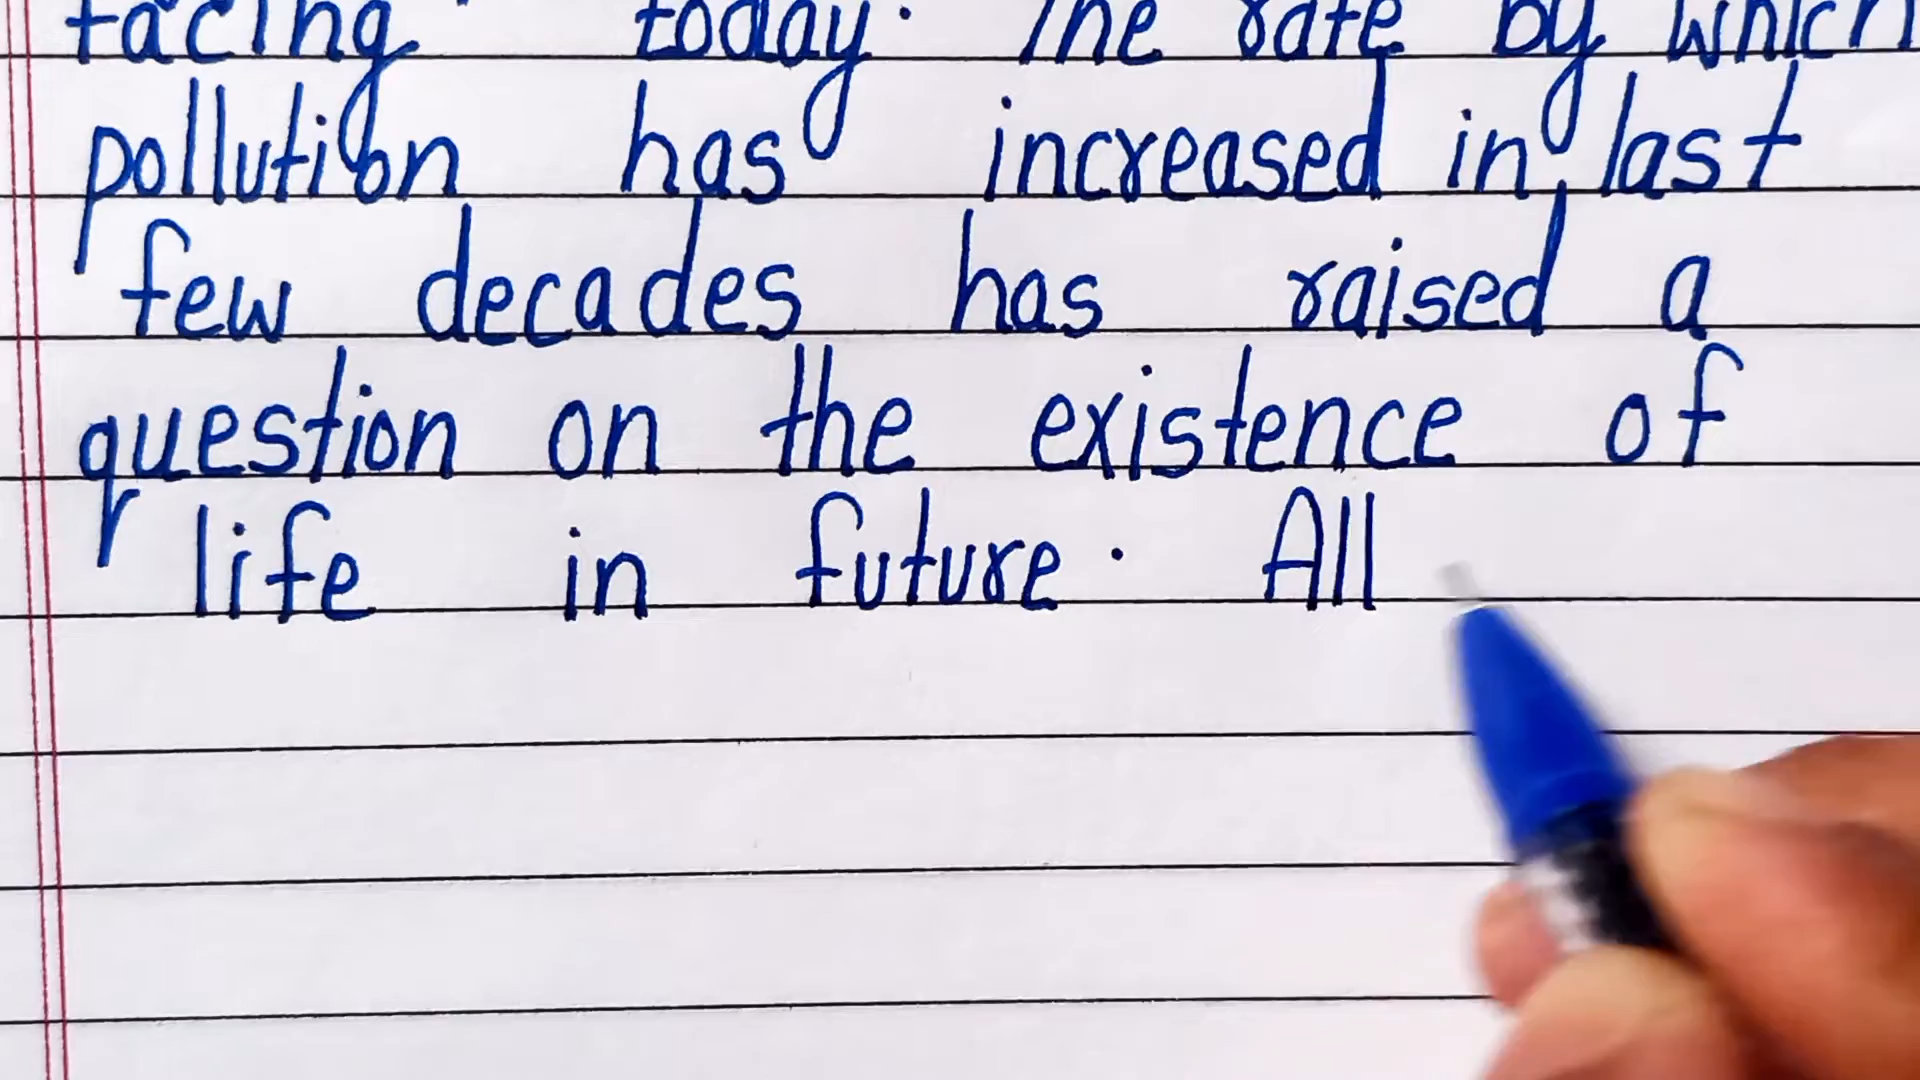 facing today. The rate by which
pollution has increased in last
few decades has raised a
question on the existence of
life in future. All